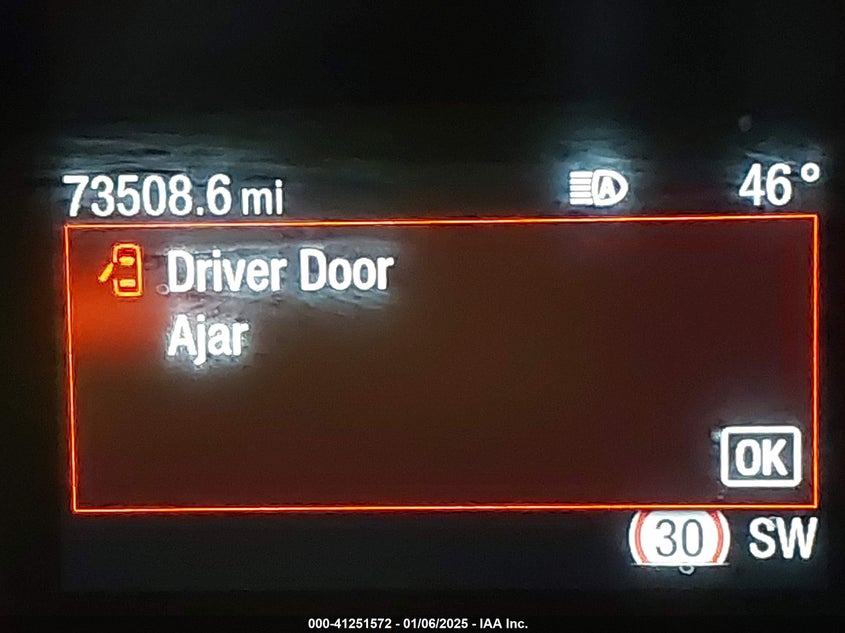 73508.6 mi A 46°
Driver Door
Ajar
OK
30 SW
000-41251572 - 01/06/2025 - IAA Inc.